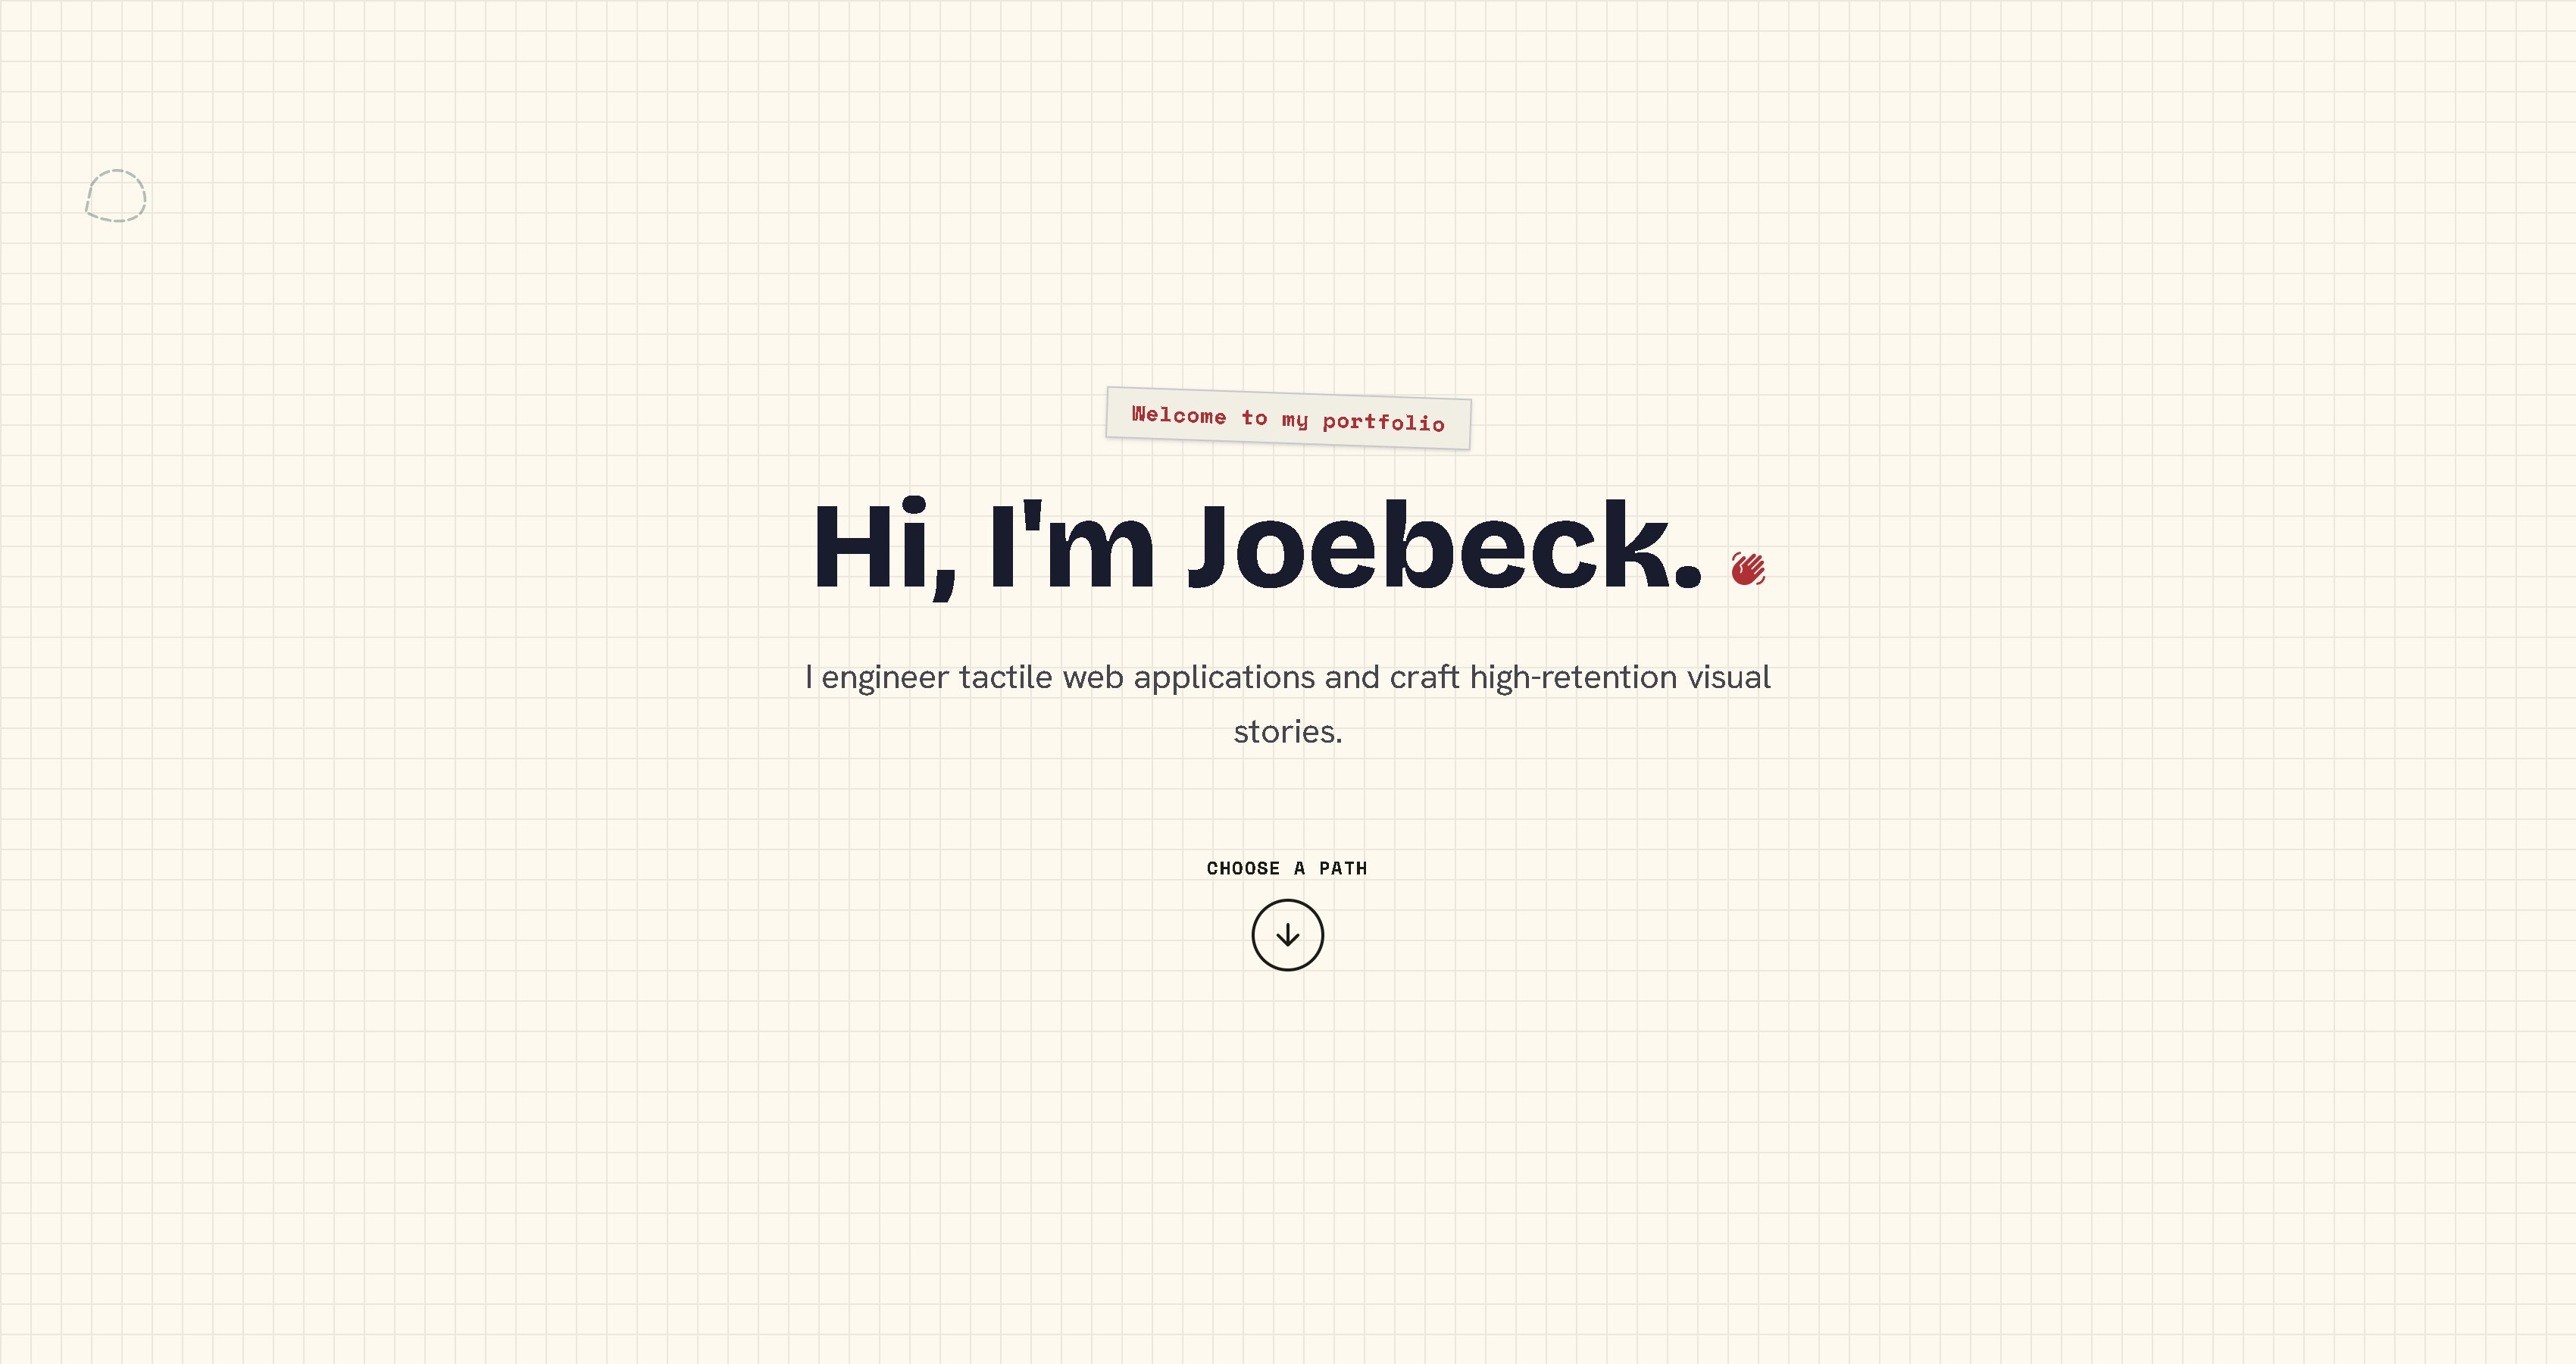 Welcome to my portfolio
Hi, I'm Joebeck.
I engineer tactile web applications and craft high-retention visual
stories.
CHOOSE A PATH